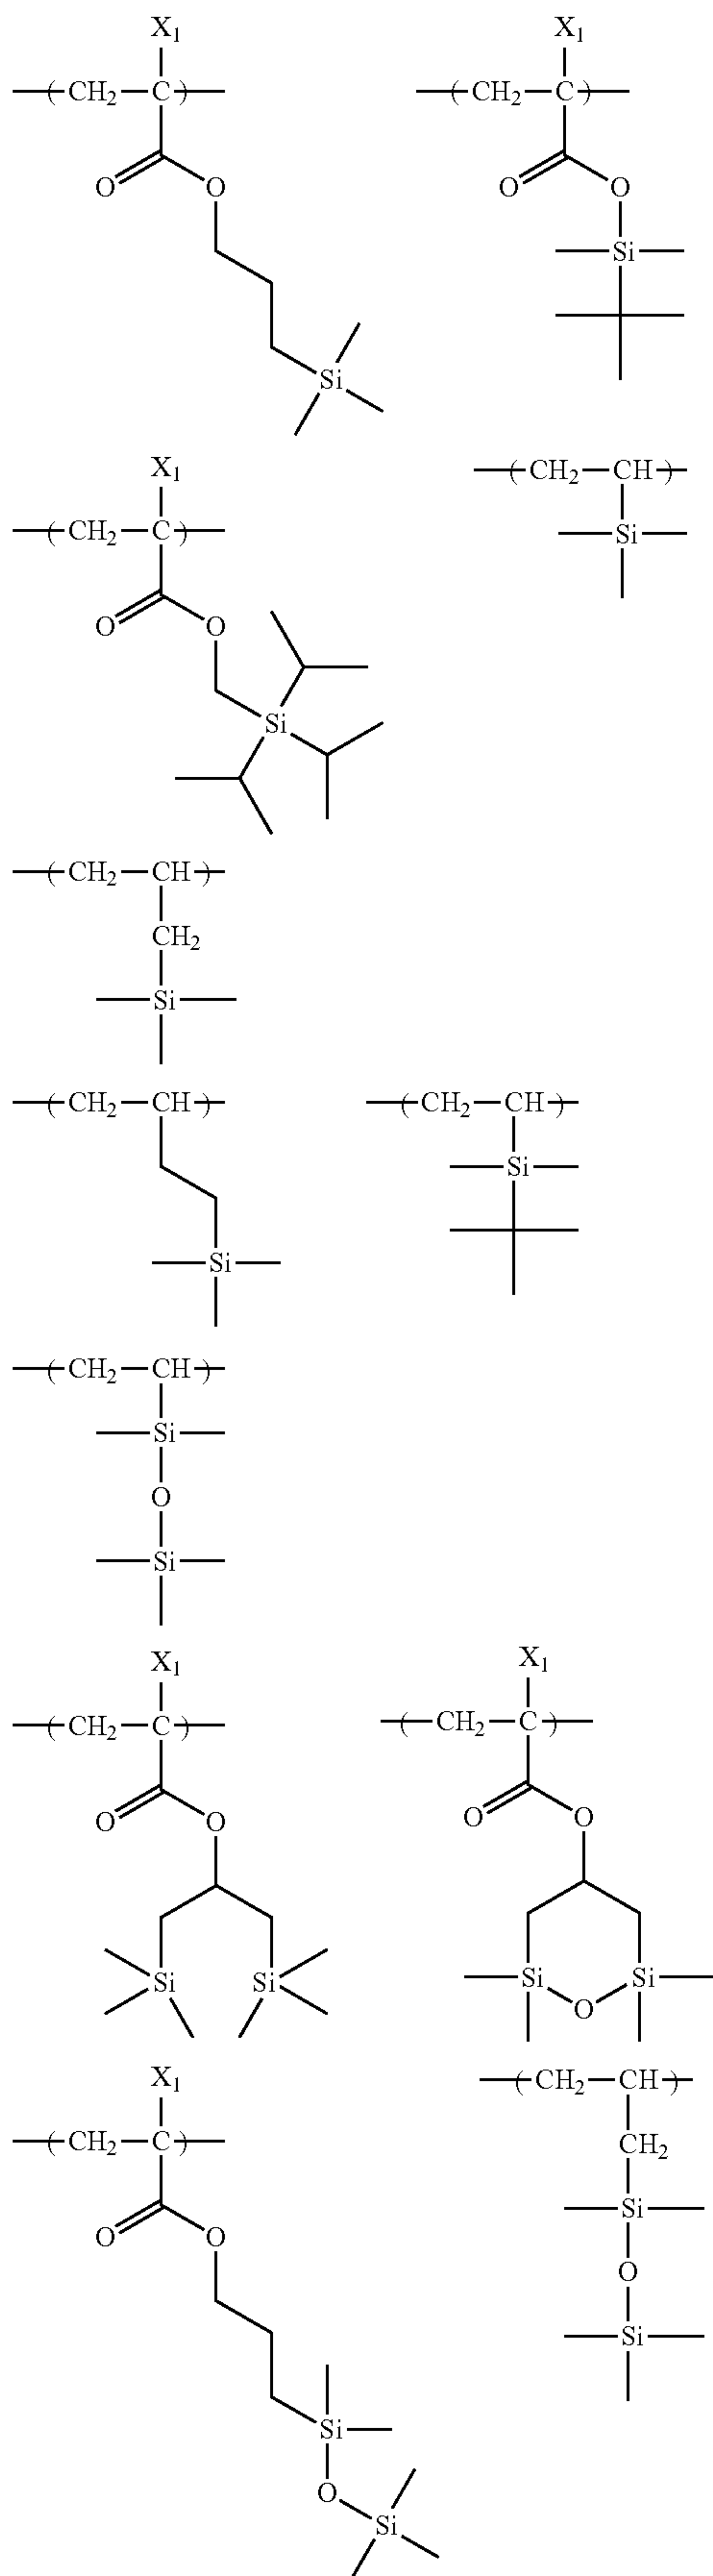 X₁ X₁
(CH₂ C) (CH₂ C)
O O O O
Si
Si
X₁
(CH₂ CH)
(CH₂ C)
Si
O O
Si
(CH₂ CH)
CH₂
Si
(CH₂ CH) (CH₂ CH)
Si
Si
(CH₂ CH)
Si
O
Si
X₁ X₁
(CH₂ C) (CH₂ C)
O O O O
Si Si Si Si
O
X₁
(CH₂ CH)
(CH₂ C)
CH₂
O O
Si
O
Si
Si
O
Si